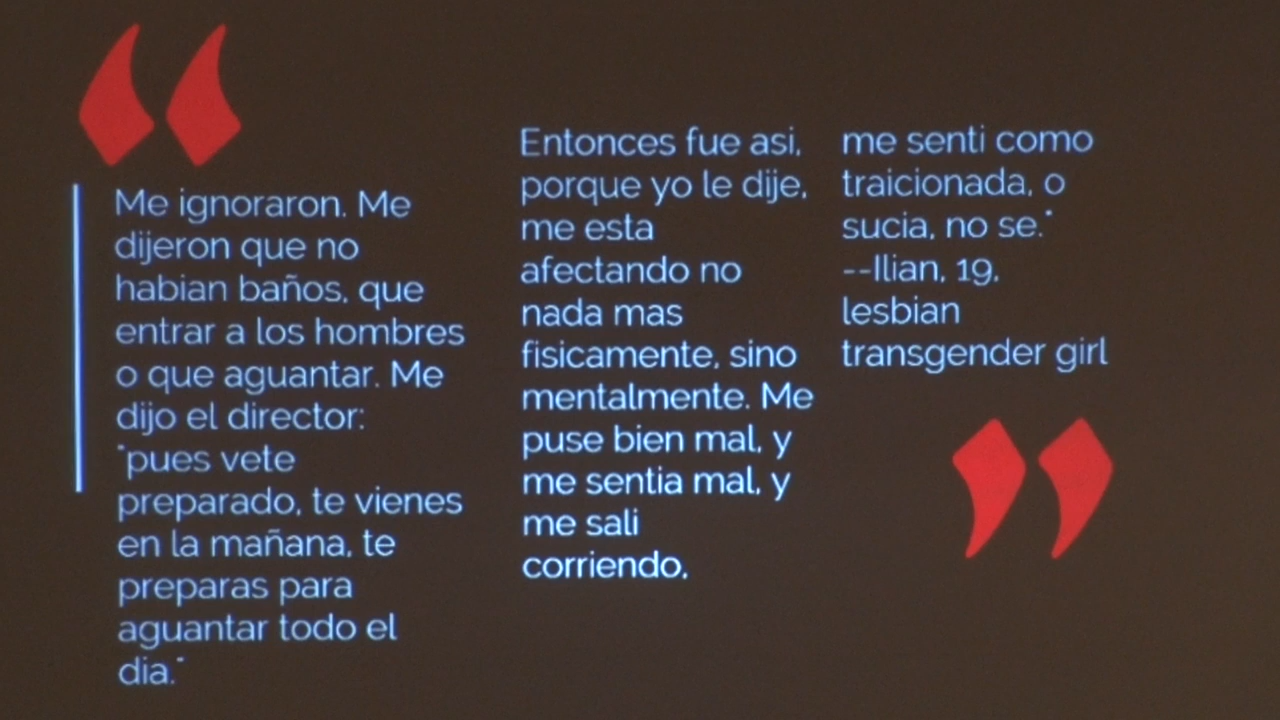 Me ignoraron. Me
dijeron que no
habian baños, que
entrar a los hombres
o que aguantar. Me
dijo el director:
"pues vete
preparado, te vienes
en la mañana, te
preparas para
aguantar todo el
dia."
Entonces fue asi,
porque yo le dije,
me esta
afectando no
nada mas
fisicamente, sino
mentalmente. Me
puse bien mal, y
me sentia mal, y
me sali
corriendo,
me senti como
traicionada, o
sucia, no se."
--Ilian, 19,
lesbian
transgender girl